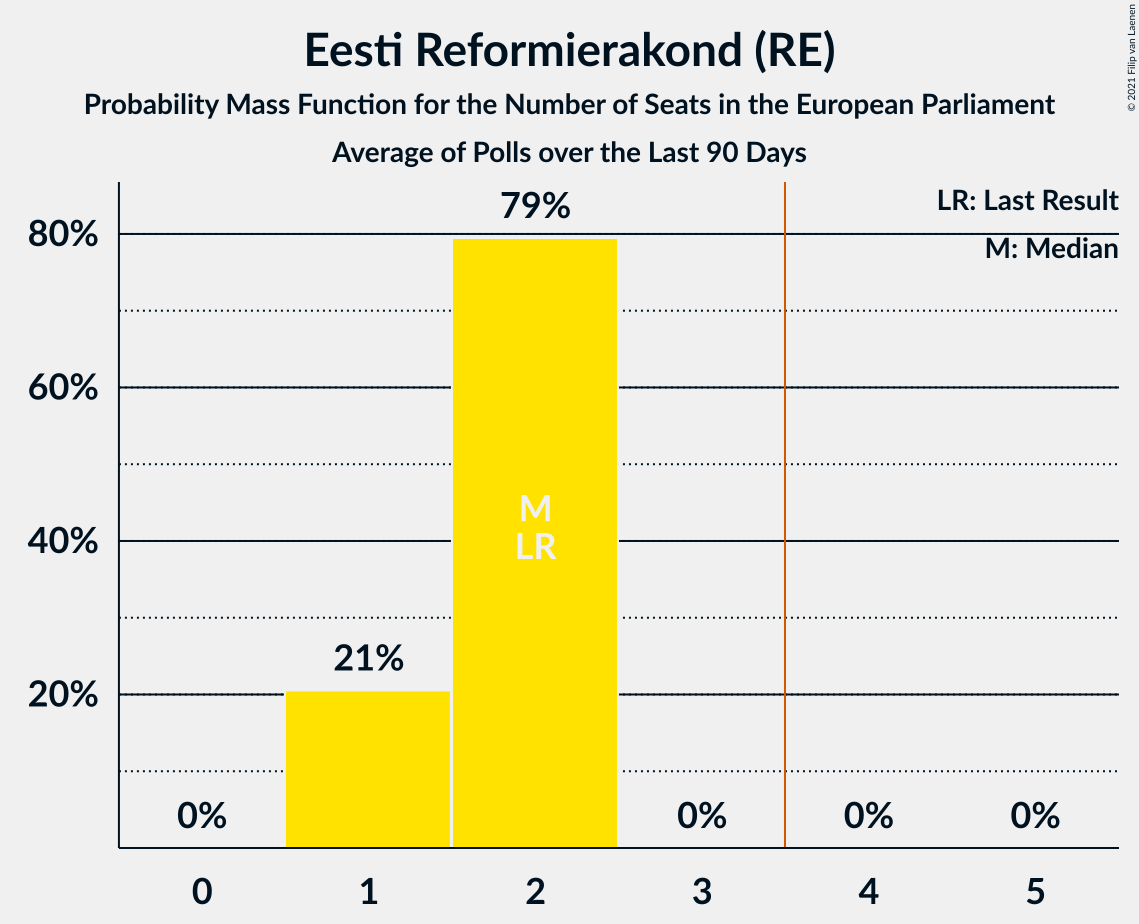 Eesti Reformierakond (RE)
Probability Mass Function for the Number of Seats in the European Parliament
Average of Polls over the Last 90 Days
© 2021 Filip van Laenen
LR: Last Result
M: Median
80%
60%
40%
20%
0%
21%
79%
M
LR
0%
0%
0%
0
1
2
3
4
5